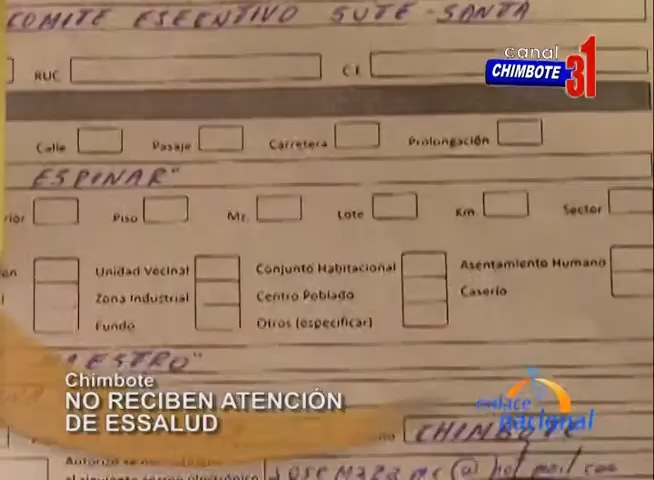 COMITE EJECUTIVO SUTE - SANTA
canal
CHIMBOTE 31
RUC C.E
Calle Pasaje Carretera Prolongación
ESPINAR"
Piso Mz. Lote Km. Sector
Unidad Vecinal Conjunto Habitacional Asentamiento Humano
Zona Industrial Centro Poblado Caserío
Fundo Otros (especificar)
Chimbote
NO RECIBEN ATENCIÓN
DE ESSALUD
enlace
nacional
CHIMBOTE
Autorizo